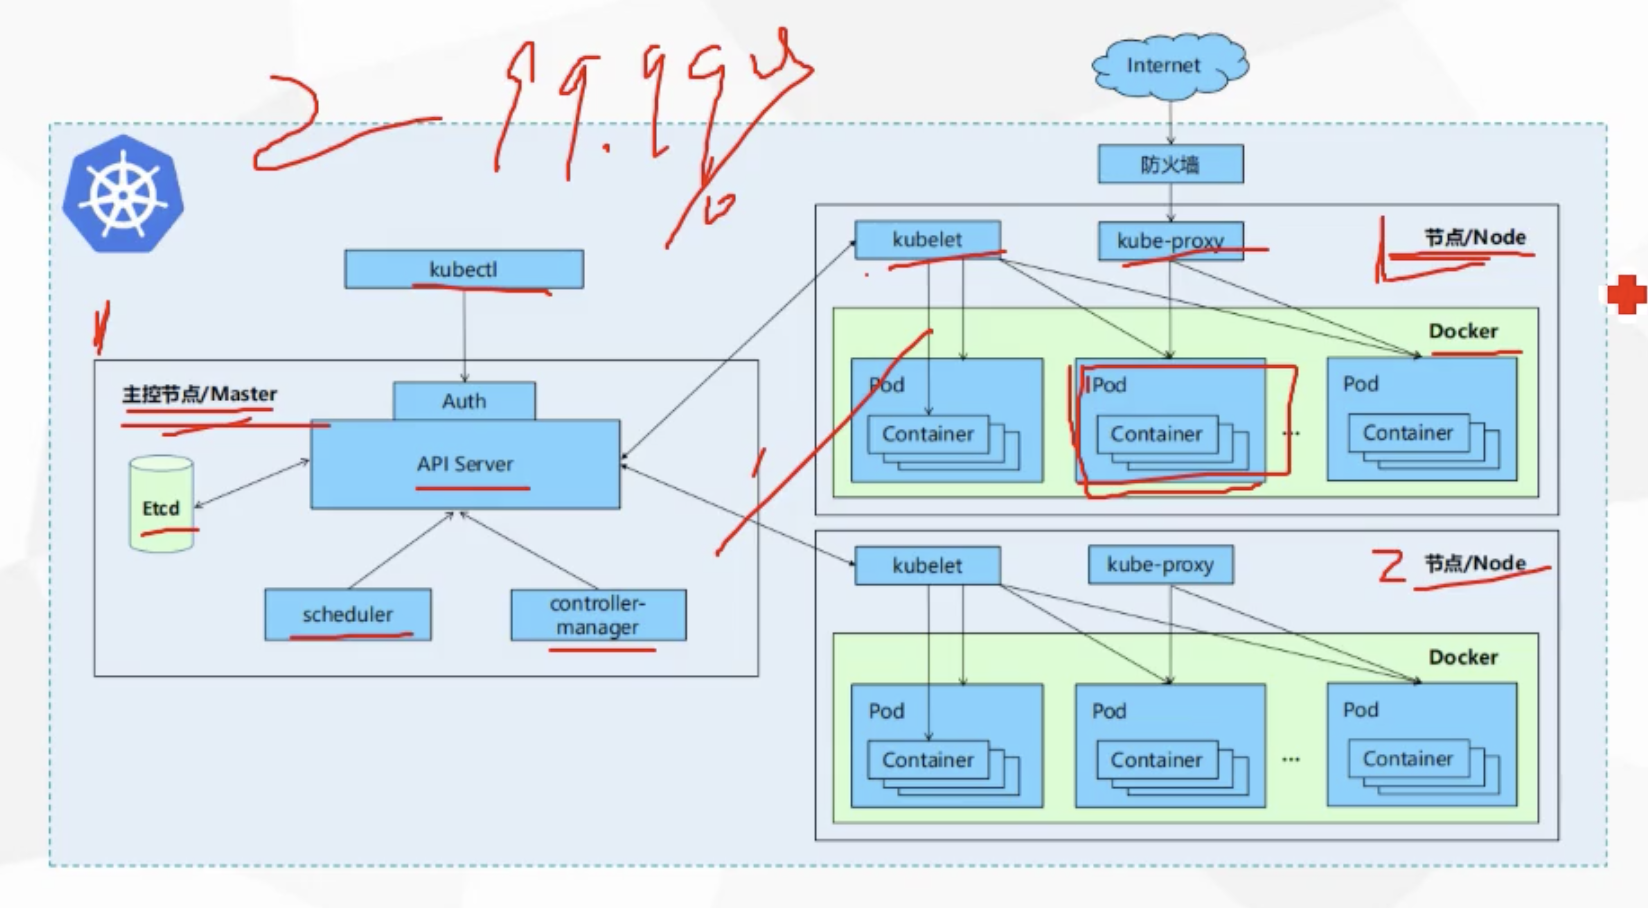 2 99.99%
Internet
防火墙
kubelet
kube-proxy
1 节点/Node
kubectl
Docker
1
主控节点/Master
Auth
Pod
Pod
Pod
Container
Container
...
Container
API Server
Etcd
kubelet
kube-proxy
2 节点/Node
scheduler
controller-
manager
Docker
Pod
Pod
Pod
Container
Container
...
Container